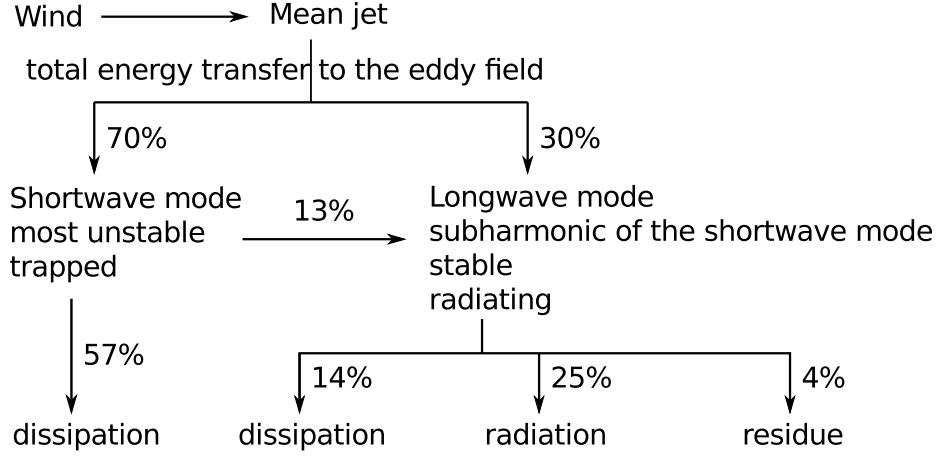 Wind
Mean jet
total energy transfer to the eddy field
70%
30%
Shortwave mode
most unstable
trapped
13%
Longwave mode
subharmonic of the shortwave mode
stable
radiating
57%
14%
25%
4%
dissipation
dissipation
radiation
residue